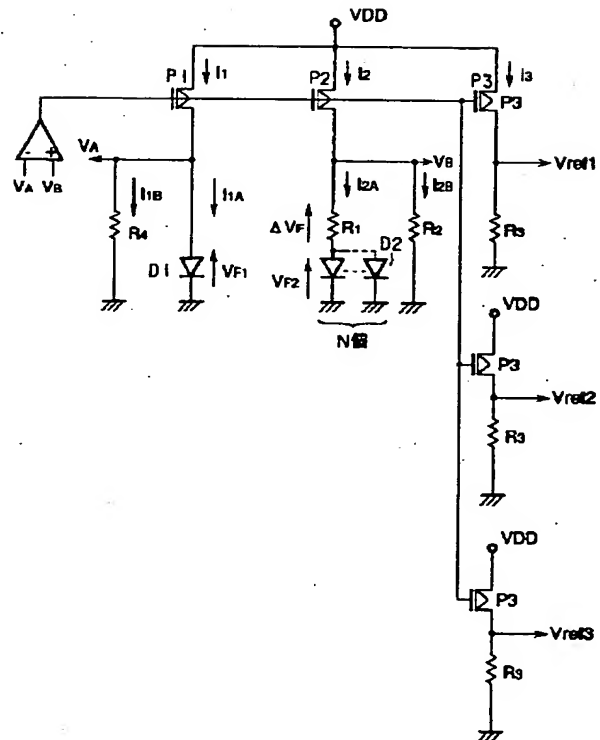 VDD
P1
I1
P2
I2
P3
I3
P3
-
+
VA
VB
VA
VB
Vref1
I1B
I1A
I2A
I2B
R4
D1
VF1
ΔVF
R1
VF2
D2
R2
R3
N個
VDD
P3
Vref2
R3
VDD
P3
Vref3
R3